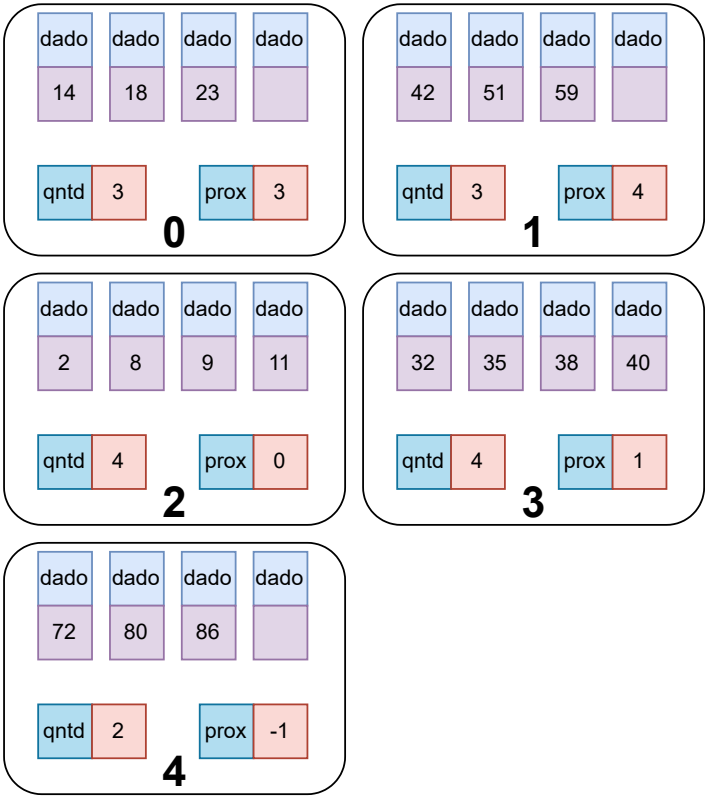 dado dado dado dado
14 18 23
qntd 3 prox 3
0
dado dado dado dado
42 51 59
qntd 3 prox 4
1
dado dado dado dado
2 8 9 11
qntd 4 prox 0
2
dado dado dado dado
32 35 38 40
qntd 4 prox 1
3
dado dado dado dado
72 80 86
qntd 2 prox -1
4